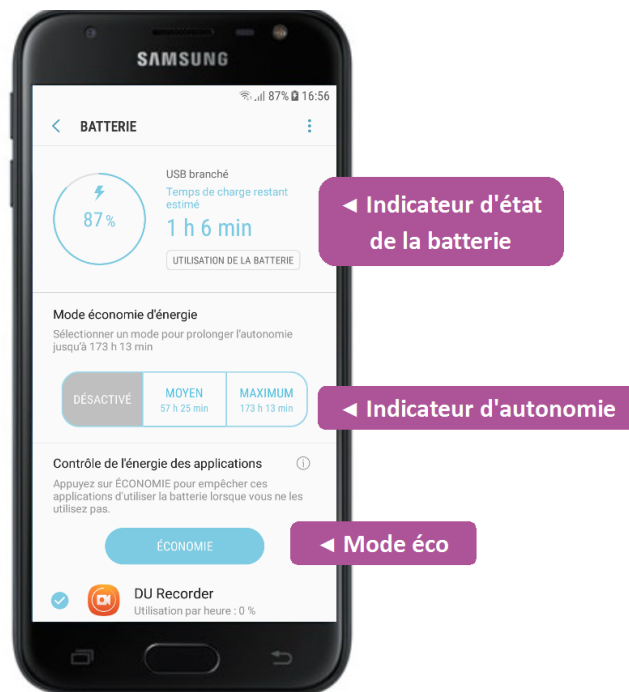 SAMSUNG
87% 16:56
BATTERIE
USB branché
Temps de charge restant
estimé
87 %
1 h 6 min
UTILISATION DE LA BATTERIE
◄ Indicateur d'état
de la batterie
Mode économie d'énergie
Sélectionner un mode pour prolonger l'autonomie
jusqu'à 173 h 13 min
DÉSACTIVÉ
MOYEN
57 h 25 min
MAXIMUM
173 h 13 min
◄ Indicateur d'autonomie
Contrôle de l'énergie des applications
Appuyez sur ÉCONOMIE pour empêcher ces
applications d'utiliser la batterie lorsque vous ne les
utilisez pas.
ÉCONOMIE
◄ Mode éco
DU Recorder
Utilisation par heure : 0 %